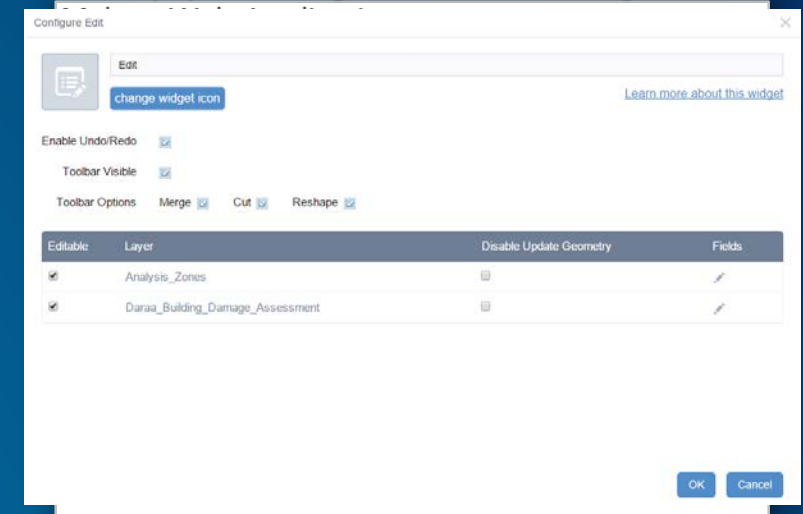 Configure Edit
Edit
change widget icon
Learn more about this widget
Enable Undo/Redo
Toolbar Visible
Toolbar Options Merge Cut Reshape
Editable Layer Disable Update Geometry Fields
Analysis_Zones
Daraa_Building_Damage_Assessment
OK Cancel